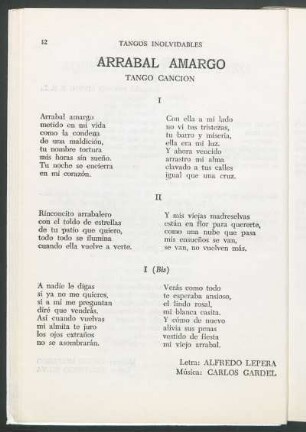 12
TANGOS INOLVIDABLES
ARRABAL AMARGO
TANGO CANCION
I
Arrabal amargo
metido en mi vida
como la condena
de una maldición,
tu nombre tortura
mis horas sin sueño.
Tu noche se encierra
en mi corazón.
Con ella a mi lado
no vi tus tristezas,
tu barro y miseria,
ella era mi luz.
Y ahora vencido
arrastro mi alma
clavado a tus calles
igual que una cruz.
II
Rinconcito arrabalero
con el toldo de estrellas
de tu patio que quiero,
todo todo se ilumina
cuando ella vuelve a verte.
Y mis viejas madreselvas
están en flor para quererte,
como una nube que pasa
mis ensueños se van,
se van, no vuelven más.
I (Bis)
A nadie le digas
si ya no me quieres,
si a mí me preguntan
diré que vendrás.
Así cuando vuelvas
mi almita te juro
los ojos extraños
no se asombrarán.
Verás como todo
te esperaba ansioso,
el lindo rosal,
mi blanca casita.
Y cómo de nuevo
alivia sus penas
vestido de fiesta
mi viejo arrabal.
Letra: ALFREDO LEPERA
Música: CARLOS GARDEL